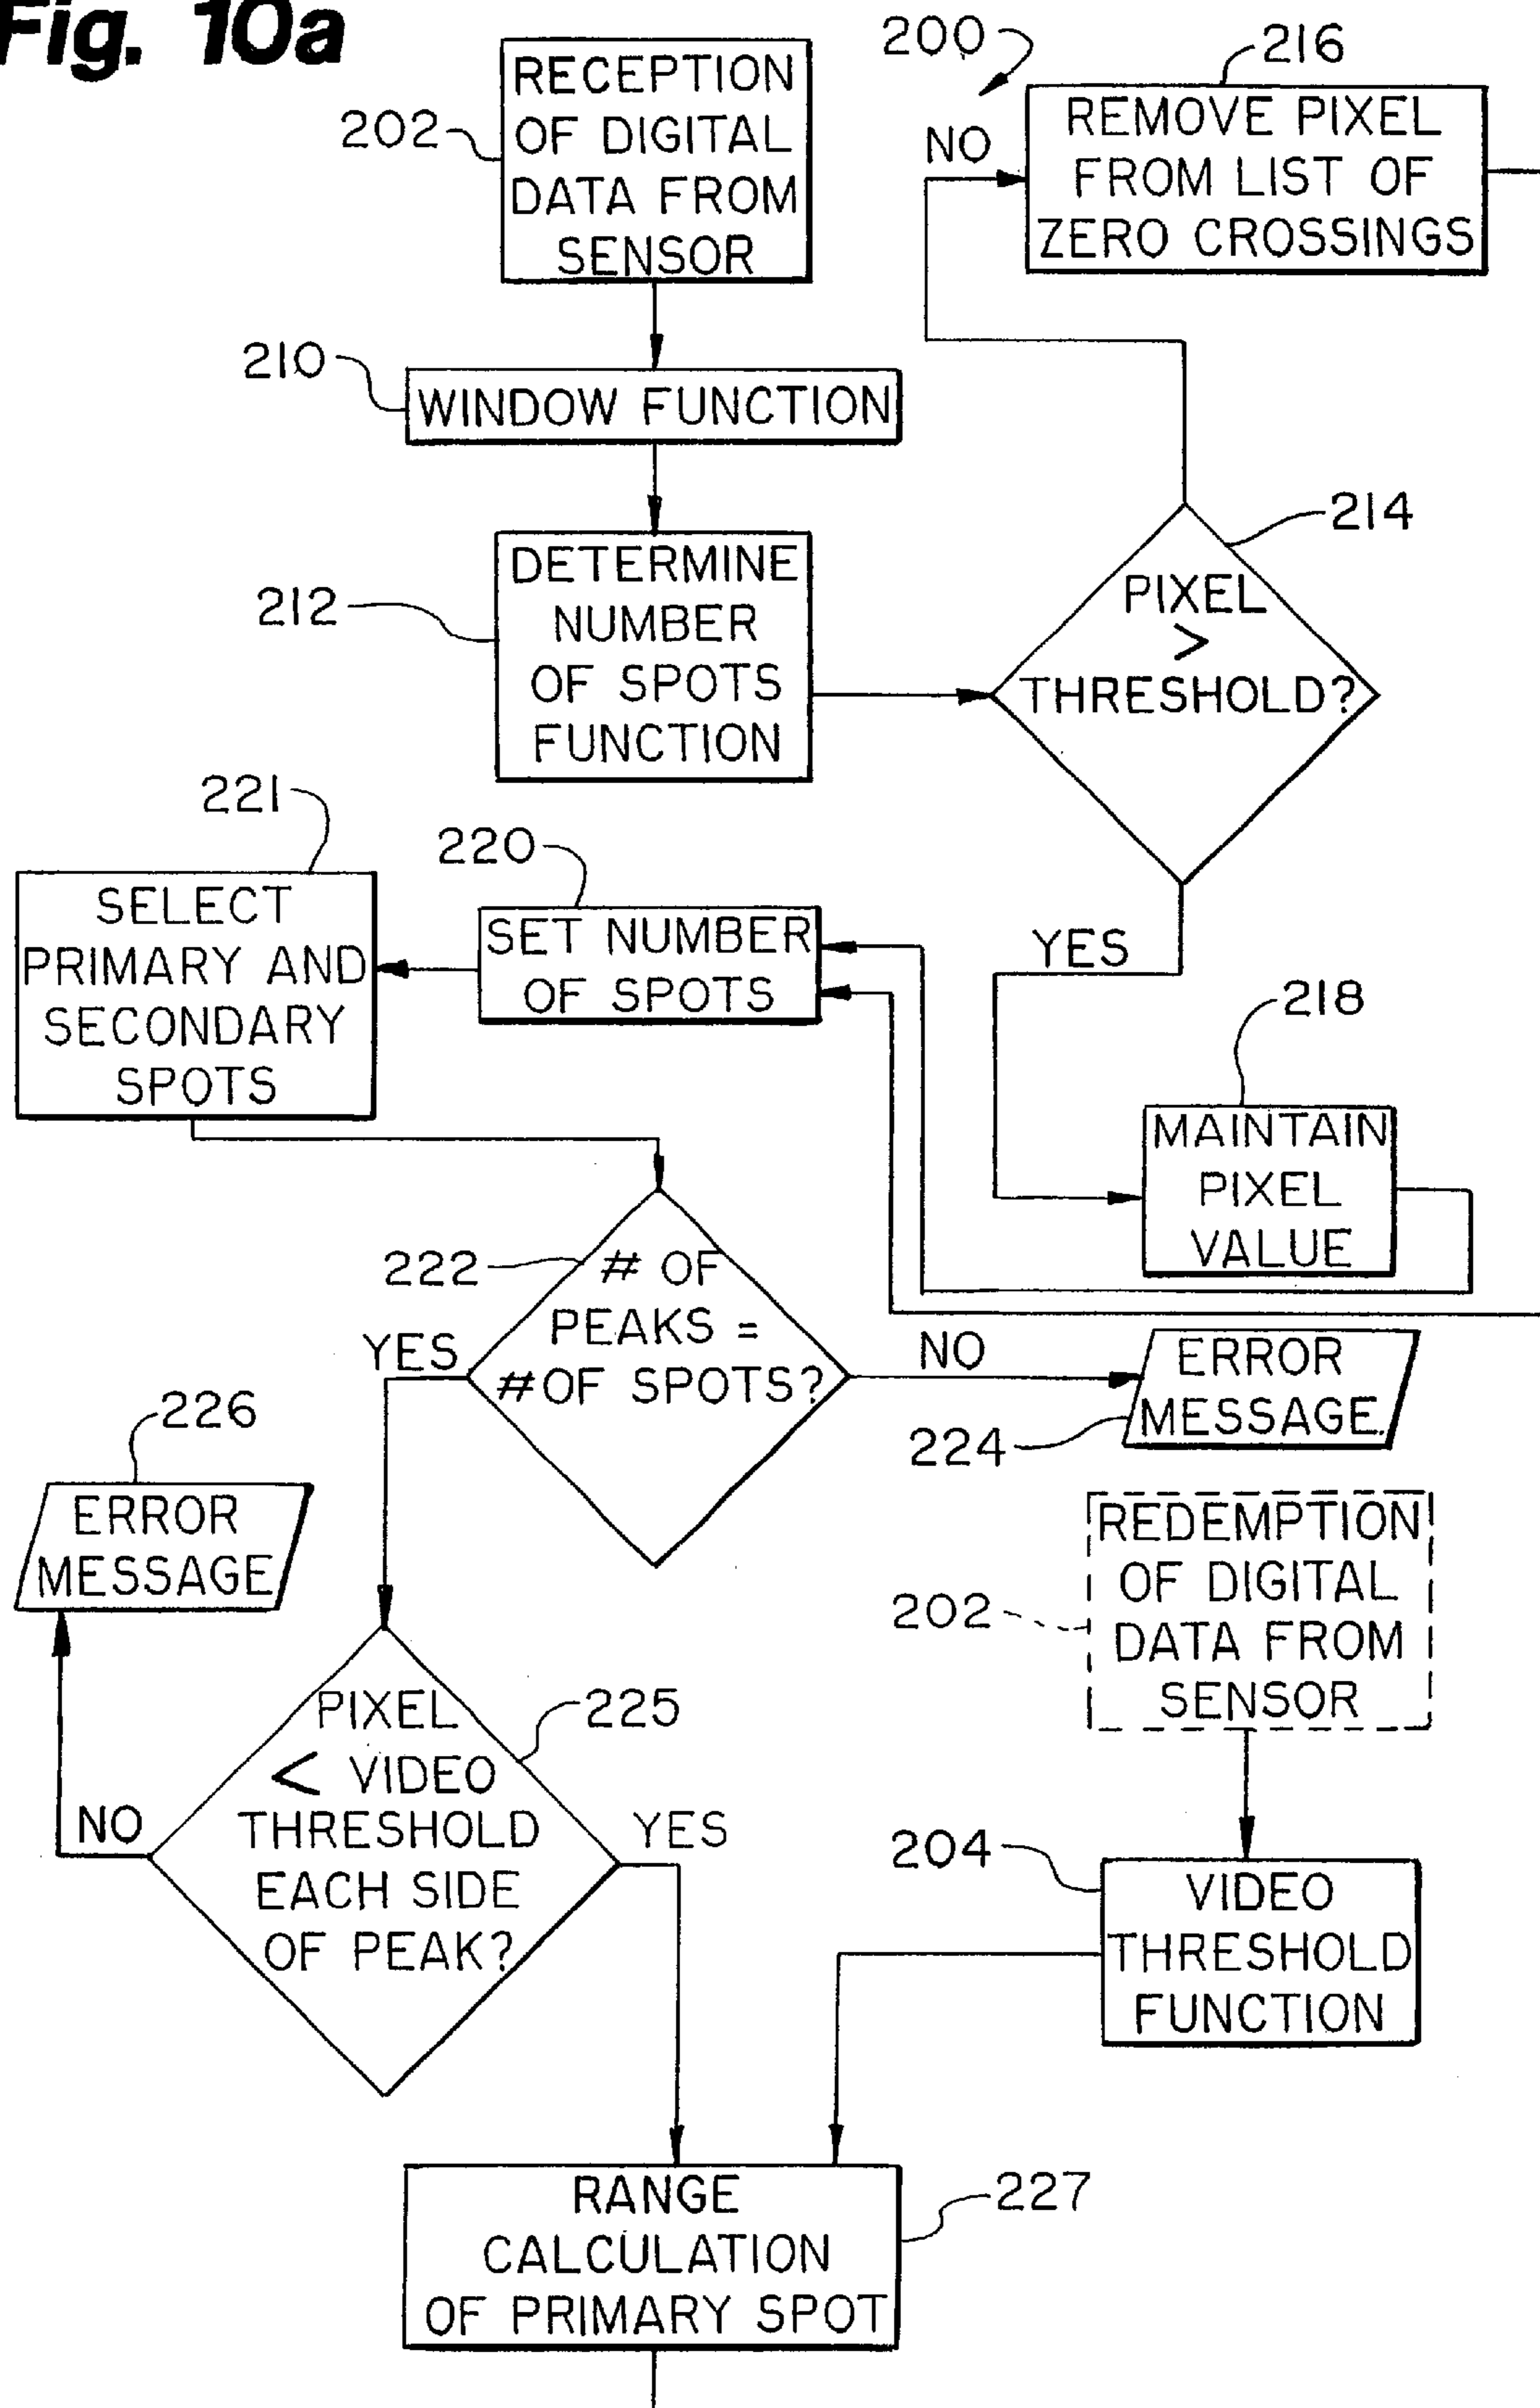 Fig. 10a
200
202
RECEPTION
OF DIGITAL
DATA FROM
SENSOR
216
REMOVE PIXEL
FROM LIST OF
ZERO CROSSINGS
NO
210
WINDOW FUNCTION
212
DETERMINE
NUMBER
OF SPOTS
FUNCTION
214
PIXEL
>
THRESHOLD?
YES
221
SELECT
PRIMARY AND
SECONDARY
SPOTS
220
SET NUMBER
OF SPOTS
218
MAINTAIN
PIXEL
VALUE
222
# OF
PEAKS =
#OF SPOTS?
YES
NO
ERROR
MESSAGE.
224
226
ERROR
MESSAGE
202
REDEMPTION
OF DIGITAL
DATA FROM
SENSOR
225
PIXEL
< VIDEO
THRESHOLD
EACH SIDE
OF PEAK?
NO
YES
204
VIDEO
THRESHOLD
FUNCTION
227
RANGE
CALCULATION
OF PRIMARY SPOT